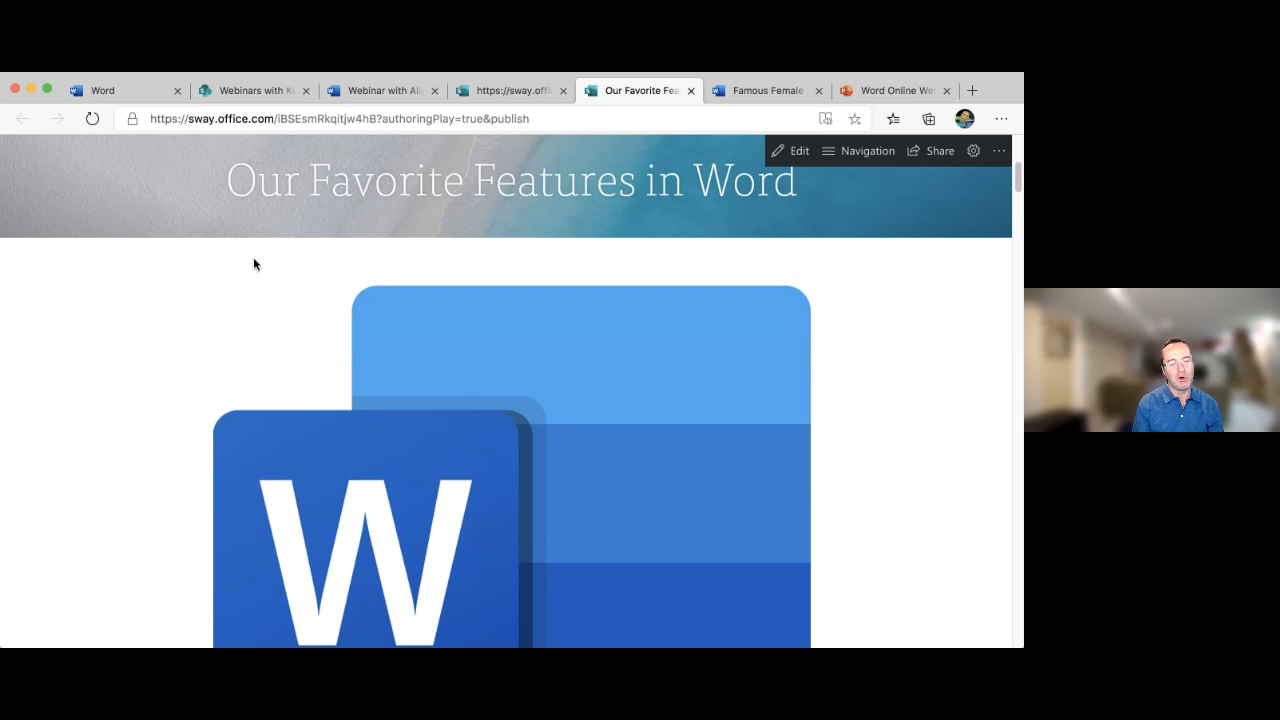 Word
Webinars with K
Webinar with Ali
https://sway.offi
Our Favorite Fea
Famous Female
Word Online We
https://sway.office.com/iBSEsmRkqitjw4hB?authoringPlay=true&publish
Edit
Navigation
Share
Our Favorite Features in Word
W